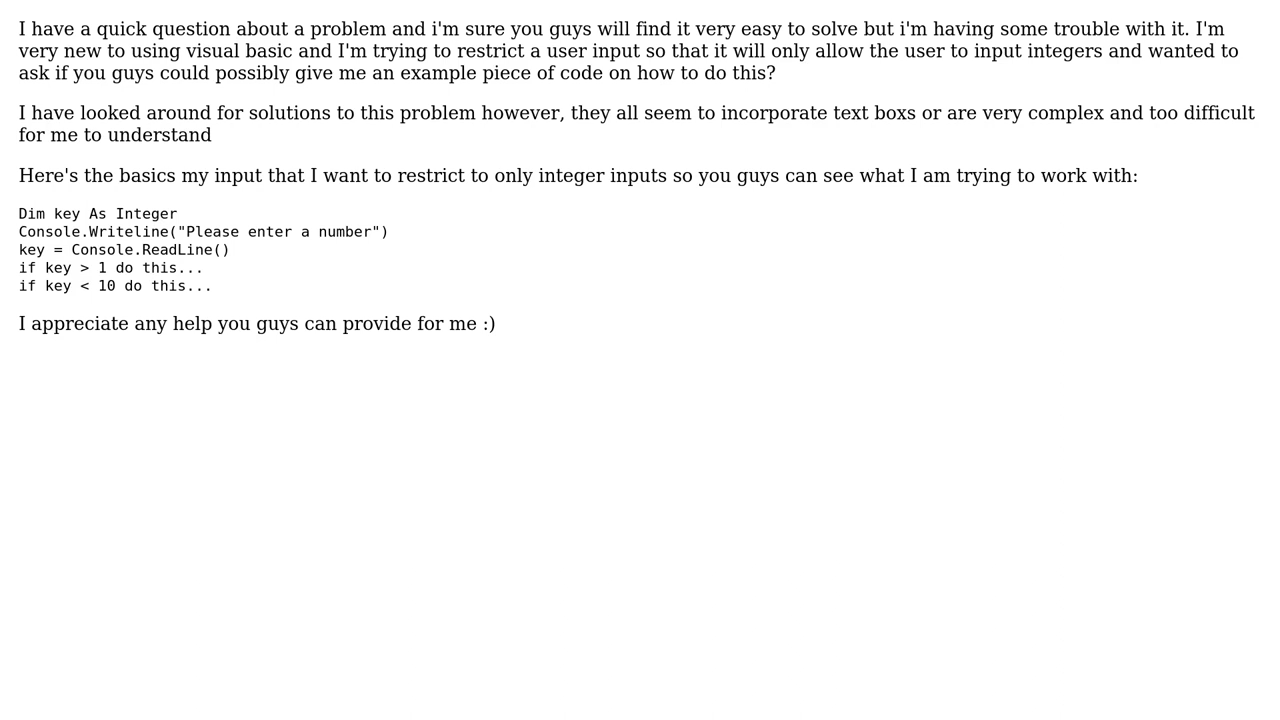 I have a quick question about a problem and i'm sure you guys will find it very easy to solve but i'm having some trouble with it. I'm
very new to using visual basic and I'm trying to restrict a user input so that it will only allow the user to input integers and wanted to
ask if you guys could possibly give me an example piece of code on how to do this?
I have looked around for solutions to this problem however, they all seem to incorporate text boxs or are very complex and too difficult
for me to understand
Here's the basics my input that I want to restrict to only integer inputs so you guys can see what I am trying to work with:
Dim key As Integer
Console.Writeline("Please enter a number")
key = Console.ReadLine()
if key > 1 do this...
if key < 10 do this...
I appreciate any help you guys can provide for me :)